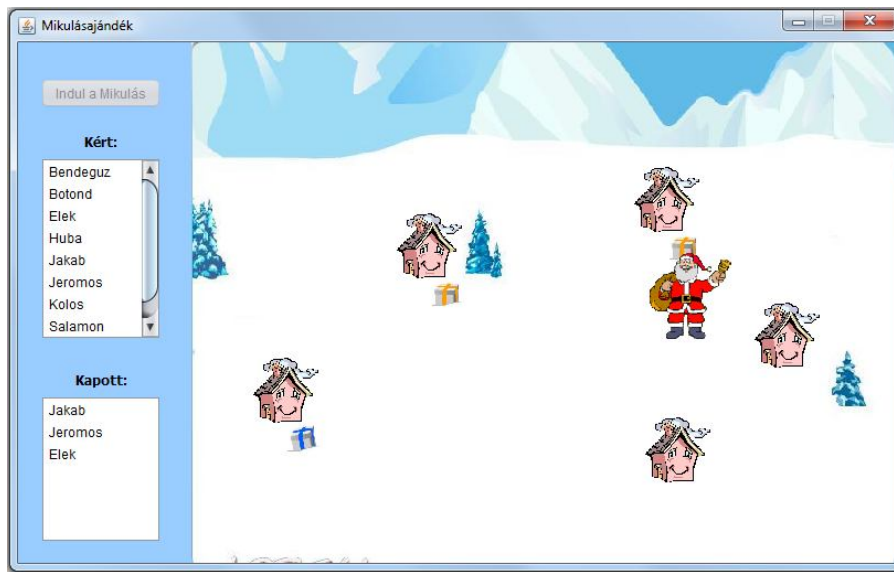 Mikulásajándék
Indul a Mikulás
Kért:
Bendeguz
Botond
Elek
Huba
Jakab
Jeromos
Kolos
Salamon
Kapott:
Jakab
Jeromos
Elek